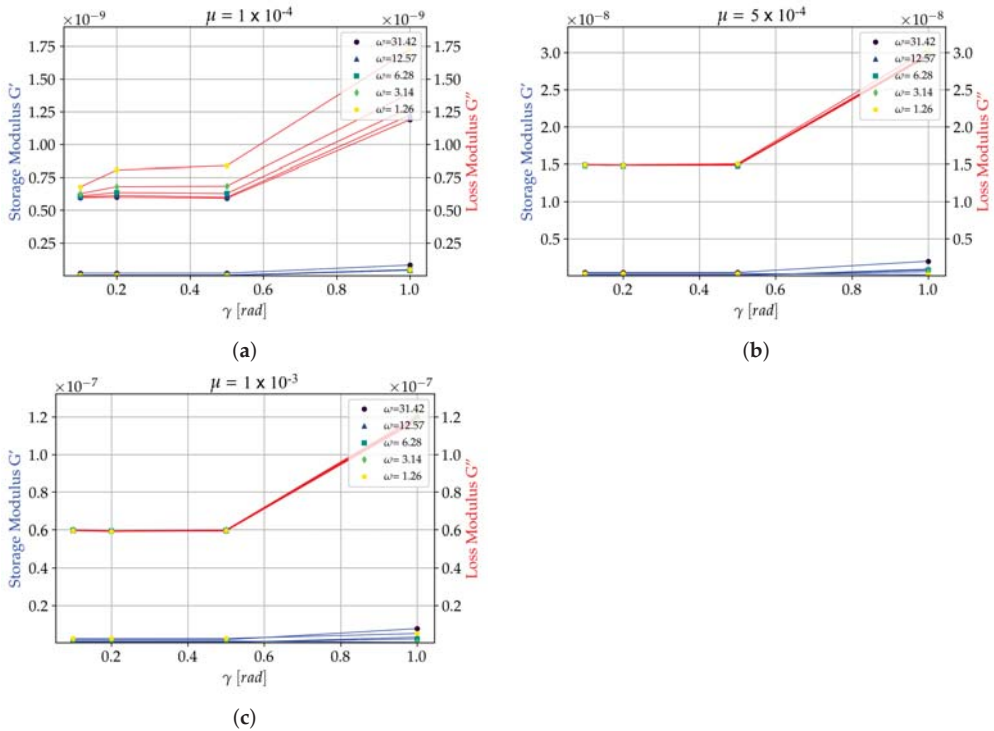 ×10⁻⁹ μ = 1 x 10⁻⁴ ×10⁻⁹
Storage Modulus G′
1.75
1.50
1.25
1.00
0.75
0.50
0.25
ω=31.42
ω=12.57
ω= 6.28
ω= 3.14
ω= 1.26
1.75
1.50
1.25
1.00
0.75
0.50
0.25
Loss Modulus G″
0.2 0.4 0.6 0.8 1.0
γ [rad]
(a)
×10⁻⁸ μ = 5 x 10⁻⁴ ×10⁻⁸
Storage Modulus G′
3.0
2.5
2.0
1.5
1.0
0.5
ω=31.42
ω=12.57
ω= 6.28
ω= 3.14
ω= 1.26
3.0
2.5
2.0
1.5
1.0
0.5
Loss Modulus G″
0.2 0.4 0.6 0.8 1.0
γ [rad]
(b)
×10⁻⁷ μ = 1 x 10⁻³ ×10⁻⁷
Storage Modulus G′
1.2
1.0
0.8
0.6
0.4
0.2
ω=31.42
ω=12.57
ω= 6.28
ω= 3.14
ω= 1.26
1.2
1.0
0.8
0.6
0.4
0.2
Loss Modulus G″
0.2 0.4 0.6 0.8 1.0
γ [rad]
(c)